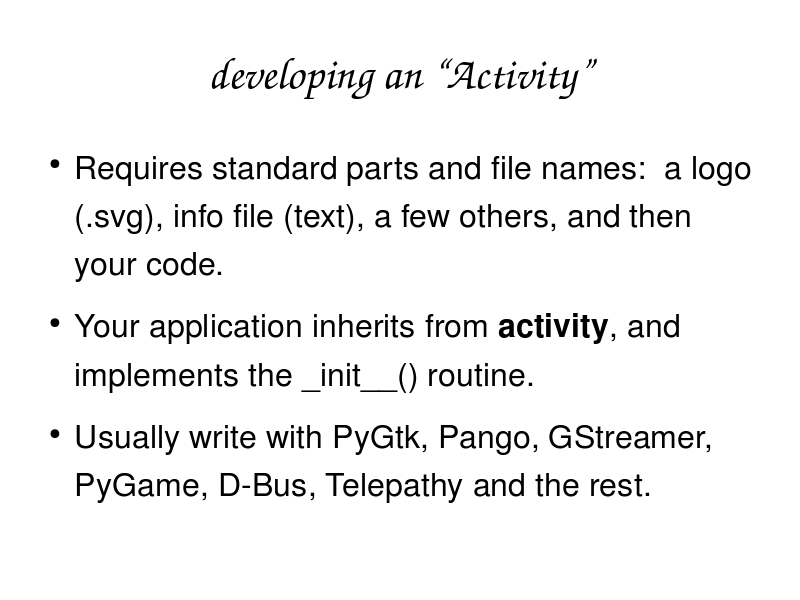 developing an “Activity”
• Requires standard parts and file names:  a logo
(.svg), info file (text), a few others, and then
your code.
• Your application inherits from activity, and
implements the _init__() routine.
• Usually write with PyGtk, Pango, GStreamer,
PyGame, D-Bus, Telepathy and the rest.